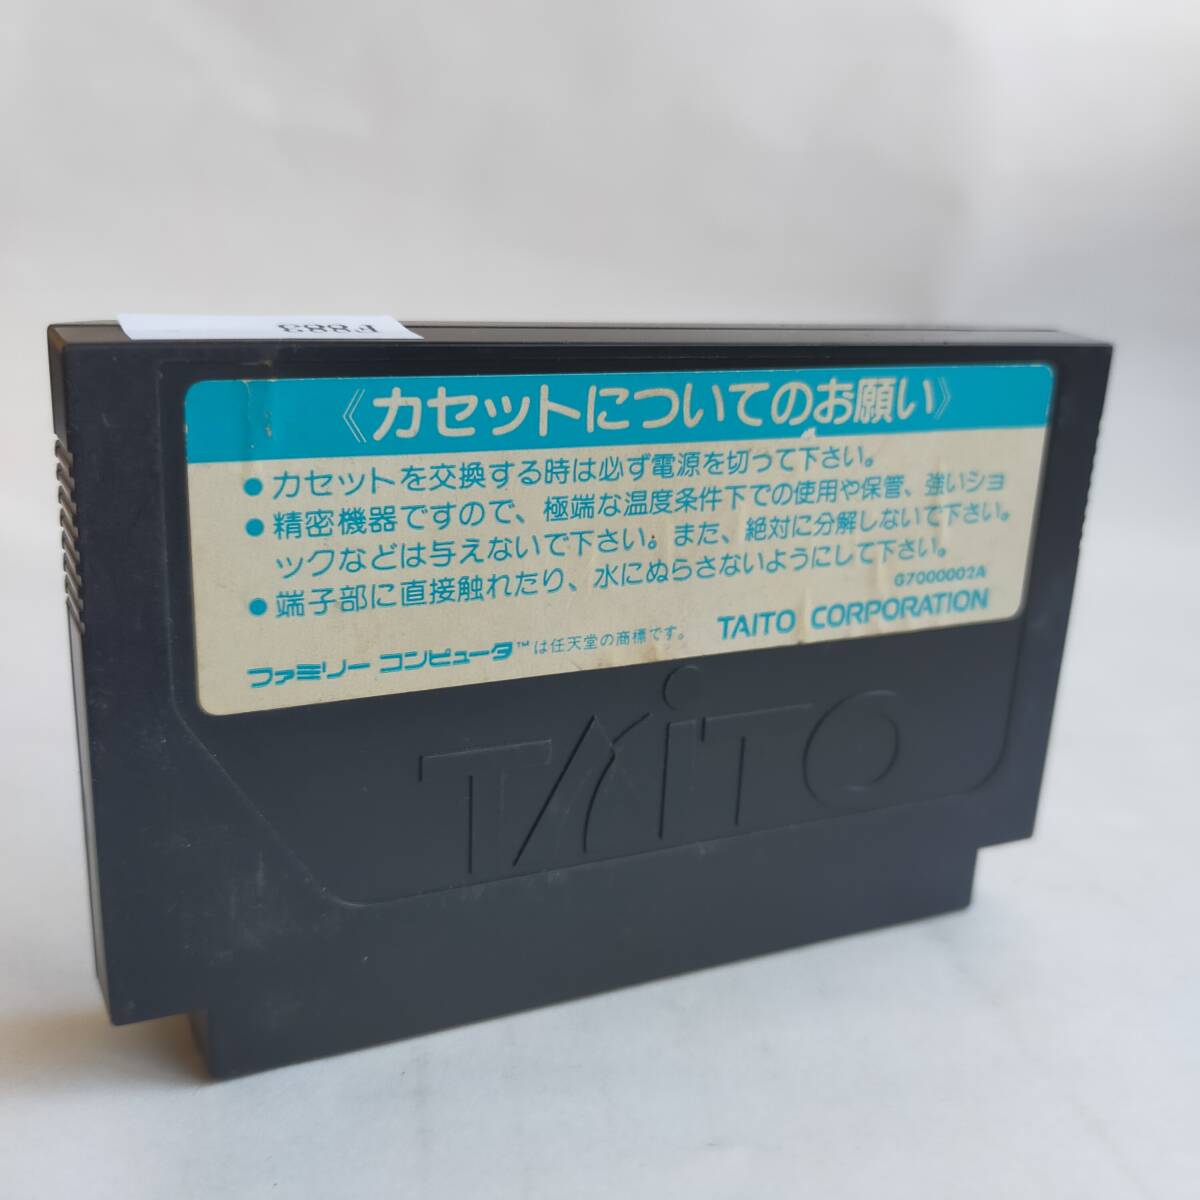 F883
《カセットについてのお願い》
●カセットを交換する時は必ず電源を切って下さい。
●精密機器ですので、極端な温度条件下での使用や保管、強いショ
ックなどは与えないで下さい。また、絶対に分解しないで下さい。
●端子部に直接触れたり、水にぬらさないようにして下さい。
G7000002A
ファミリー コンピュータ™は任天堂の商標です。 TAITO CORPORATION
TAiTO